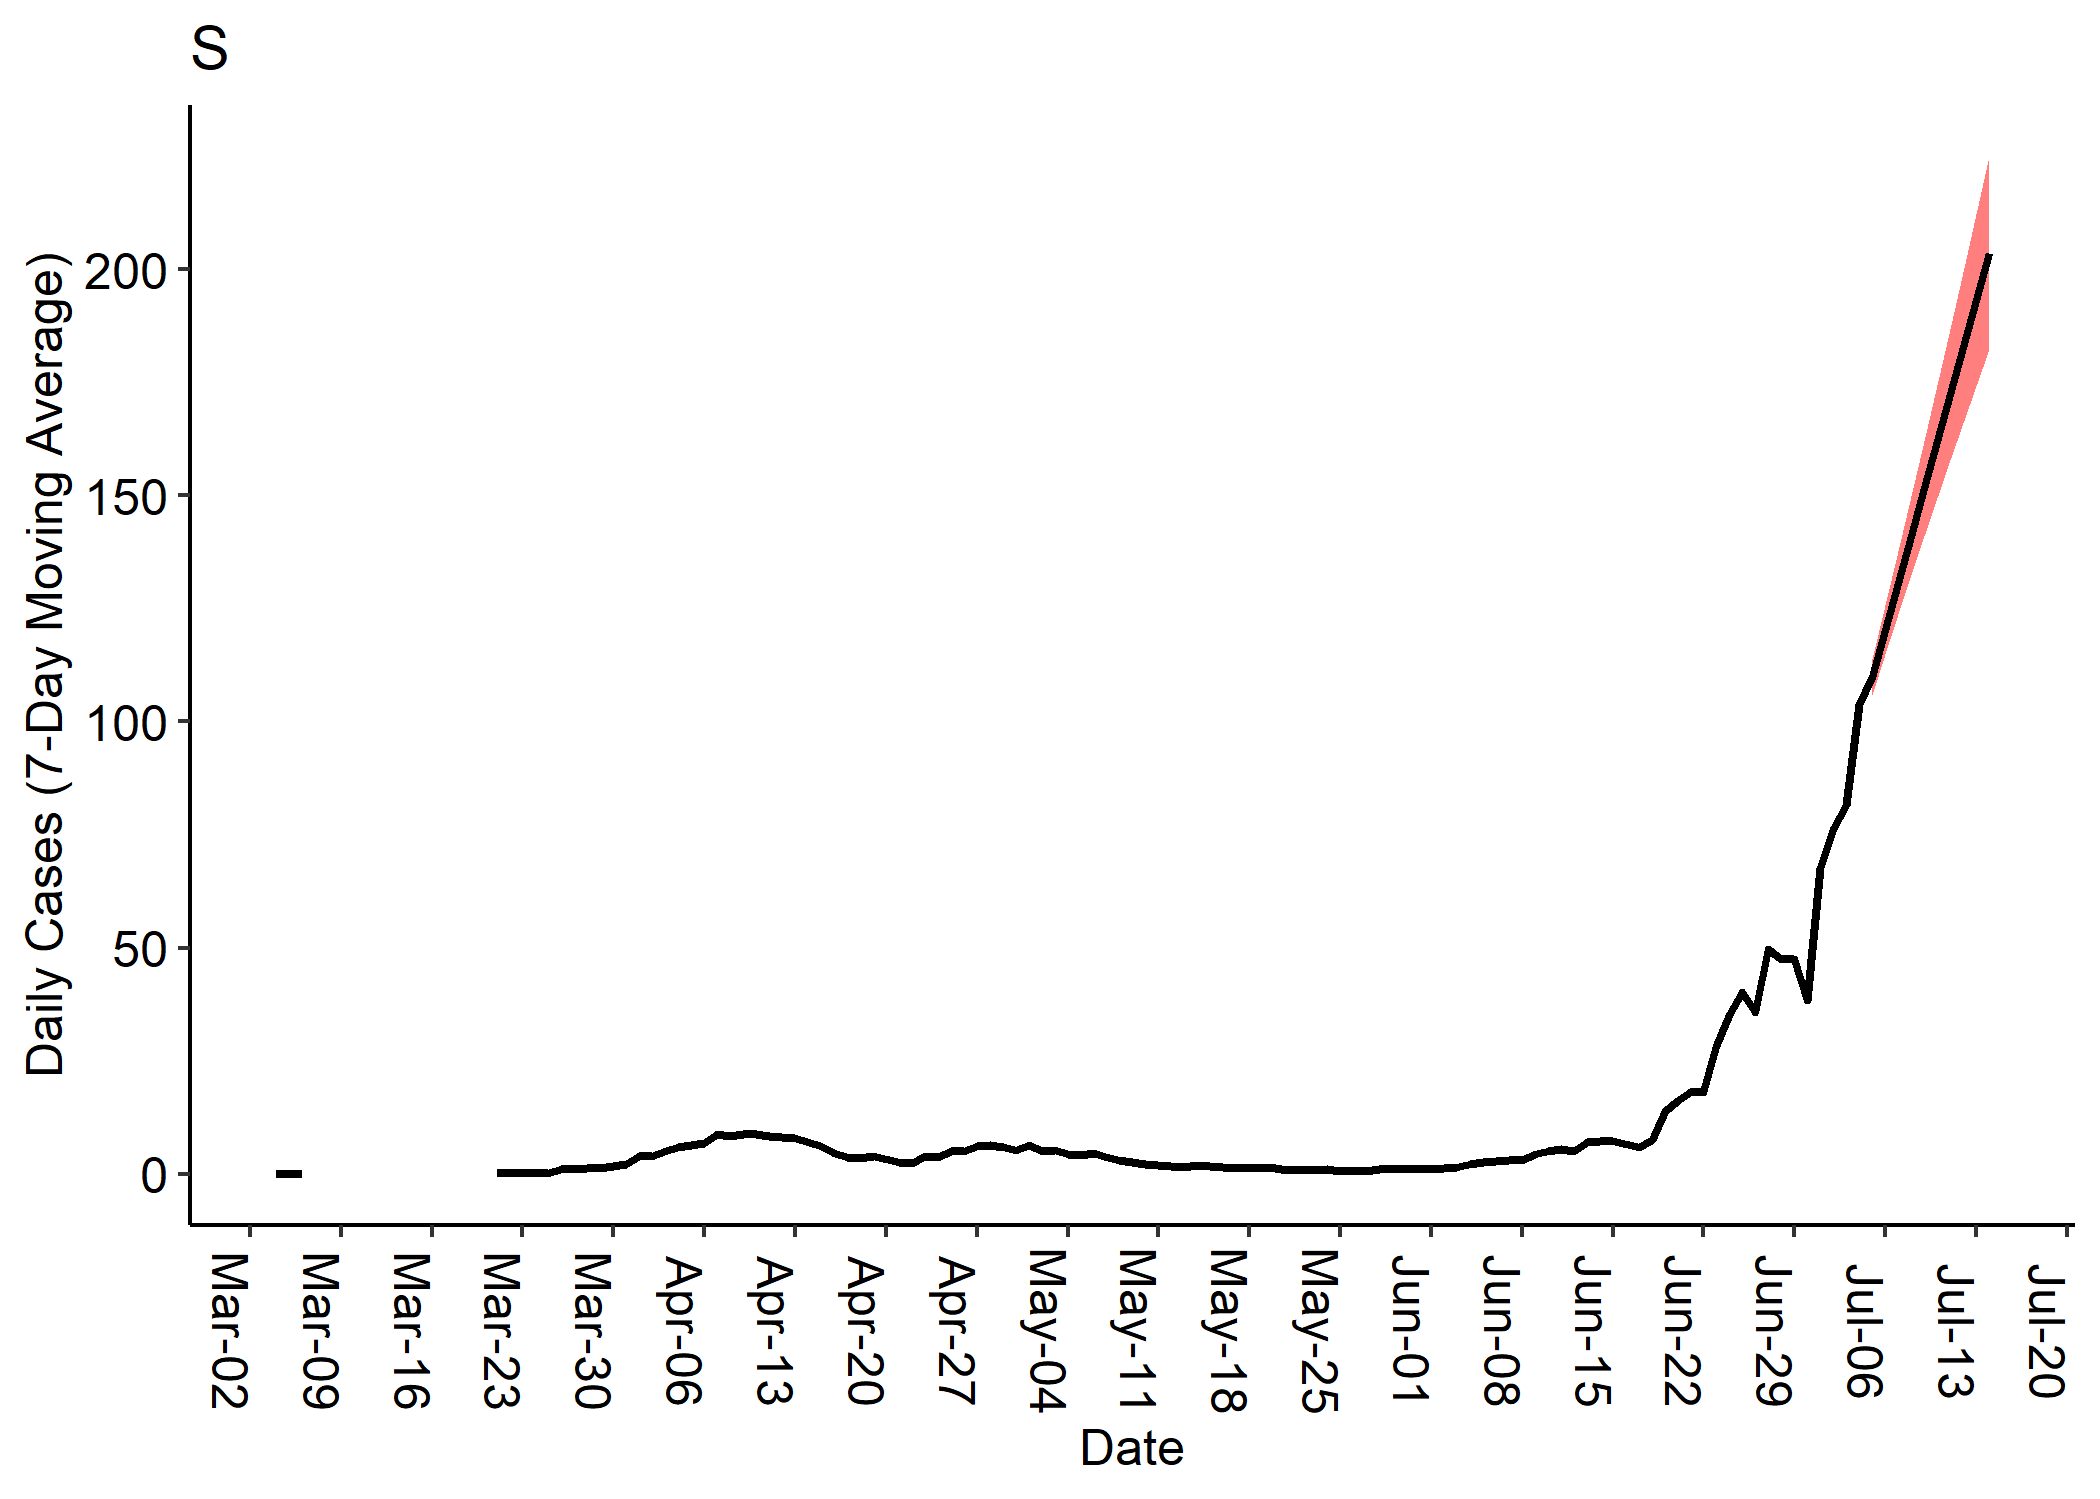 S
Daily Cases (7-Day Moving Average)
200
150
100
50
0
Mar-02
Mar-09
Mar-16
Mar-23
Mar-30
Apr-06
Apr-13
Apr-20
Apr-27
May-04
May-11
May-18
May-25
Jun-01
Jun-08
Jun-15
Jun-22
Jun-29
Jul-06
Jul-13
Jul-20
Date